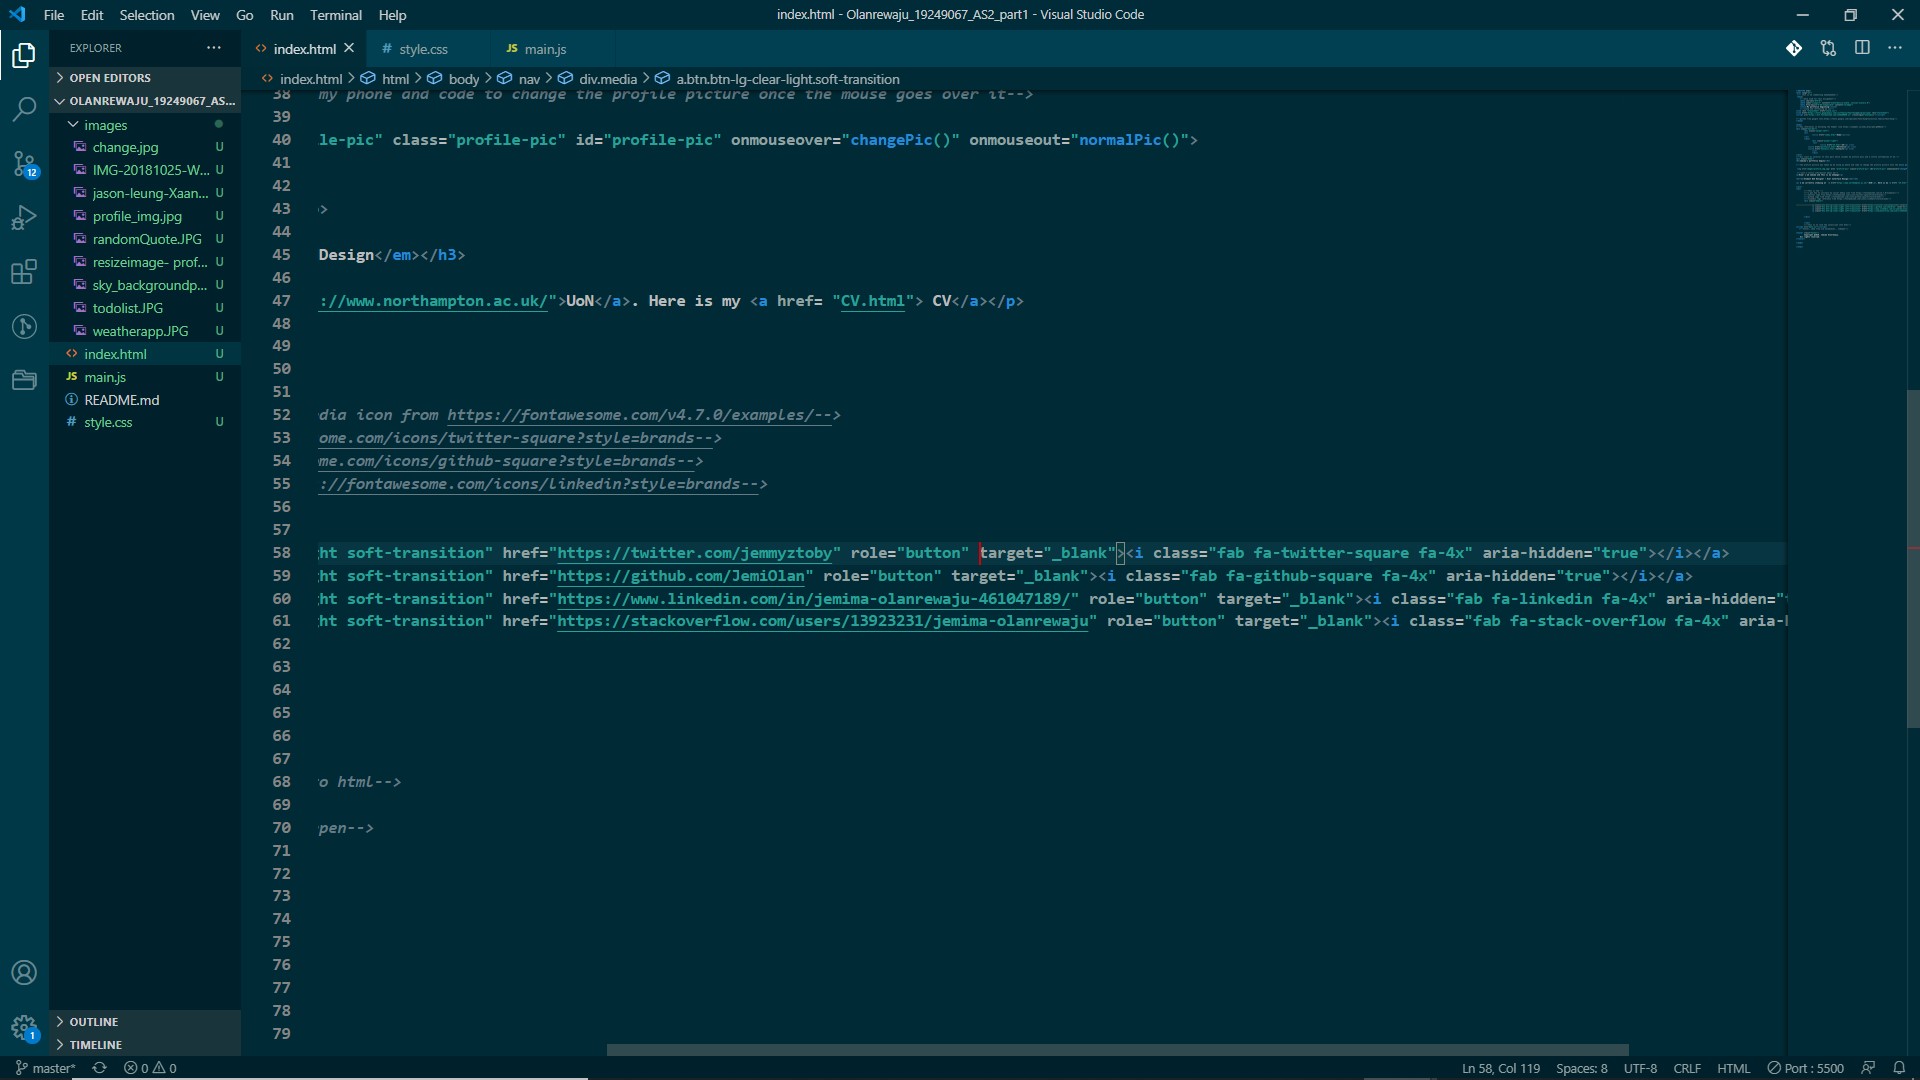 File Edit Selection View Go Run Terminal Help
index.html - Olanrewaju_19249067_AS2_part1 - Visual Studio Code
EXPLORER ...
index.html
# style.css
JS main.js
index.html > html > body > nav > div.media > a.btn.btn-lg-clear-light.soft-transition
OPEN EDITORS
OLANREWAJU_19249067_AS...
images
change.jpg U
IMG-20181025-W... U
jason-leung-Xaan... U
profile_img.jpg U
randomQuote.JPG U
resizeimage- prof... U
sky_backgroundp... U
todolist.JPG U
weatherapp.JPG U
<> index.html U
JS main.js U
README.md
# style.css U
12
1
OUTLINE
TIMELINE
38 my phone and code to change the profile picture once the mouse goes over it-->
39
40 le-pic" class="profile-pic" id="profile-pic" onmouseover="changePic()" onmouseout="normalPic()">
41
42
43 >
44
45 Design</em></h3>
46
47 ://www.northampton.ac.uk/">UoN</a>. Here is my <a href= "CV.html"> CV</a></p>
48
49
50
51
52 dia icon from https://fontawesome.com/v4.7.0/examples/-->
53 ome.com/icons/twitter-square?style=brands-->
54 me.com/icons/github-square?style=brands-->
55 ://fontawesome.com/icons/linkedin?style=brands-->
56
57
58 ht soft-transition" href="https://twitter.com/jemmyztoby" role="button" target="_blank"><i class="fab fa-twitter-square fa-4x" aria-hidden="true"></i></a>
59 ht soft-transition" href="https://github.com/JemiOlan" role="button" target="_blank"><i class="fab fa-github-square fa-4x" aria-hidden="true"></i></a>
60 ht soft-transition" href="https://www.linkedin.com/in/jemima-olanrewaju-461047189/" role="button" target="_blank"><i class="fab fa-linkedin fa-4x" aria-hidden="
61 ht soft-transition" href="https://stackoverflow.com/users/13923231/jemima-olanrewaju" role="button" target="_blank"><i class="fab fa-stack-overflow fa-4x" aria-
62
63
64
65
66
67
68 o html-->
69
70 pen-->
71
72
73
74
75
76
77
78
79
master* 0 0
Ln 58, Col 119 Spaces: 8 UTF-8 CRLF HTML Port : 5500